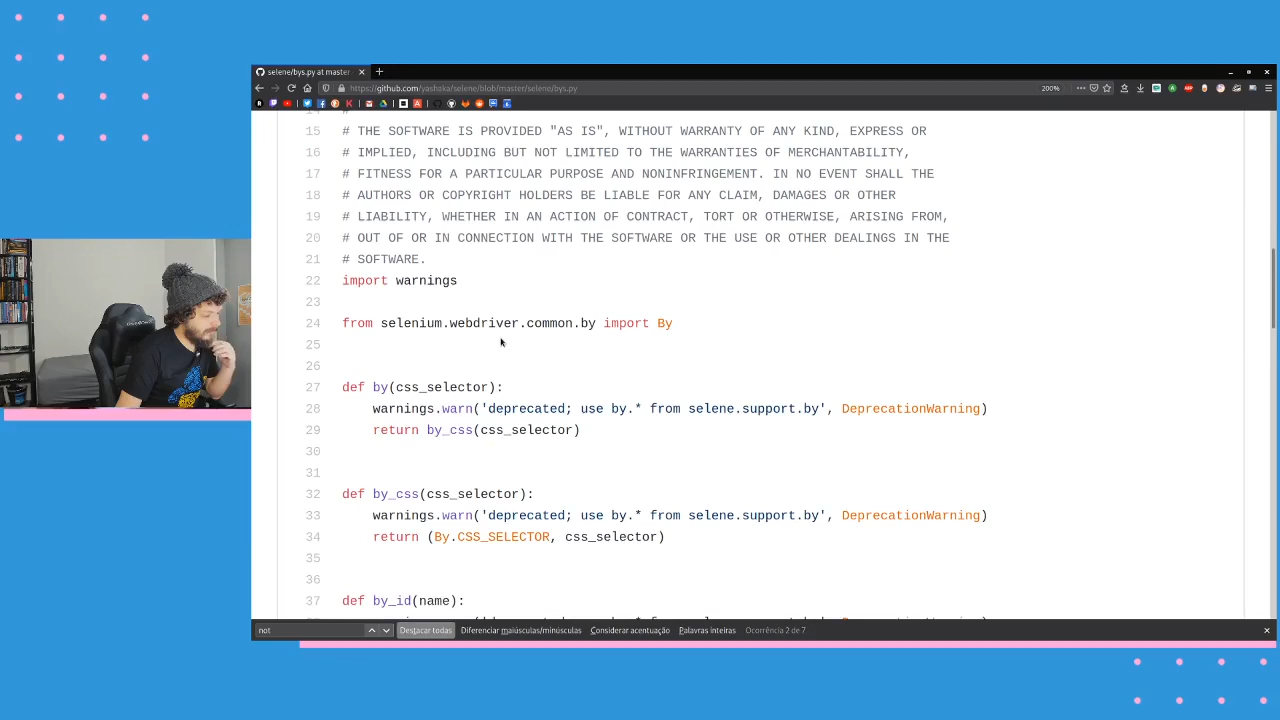 selene/bys.py at master
https://github.com/yashaka/selene/blob/master/selene/bys.py
200%
15 # THE SOFTWARE IS PROVIDED "AS IS", WITHOUT WARRANTY OF ANY KIND, EXPRESS OR
16 # IMPLIED, INCLUDING BUT NOT LIMITED TO THE WARRANTIES OF MERCHANTABILITY,
17 # FITNESS FOR A PARTICULAR PURPOSE AND NONINFRINGEMENT. IN NO EVENT SHALL THE
18 # AUTHORS OR COPYRIGHT HOLDERS BE LIABLE FOR ANY CLAIM, DAMAGES OR OTHER
19 # LIABILITY, WHETHER IN AN ACTION OF CONTRACT, TORT OR OTHERWISE, ARISING FROM,
20 # OUT OF OR IN CONNECTION WITH THE SOFTWARE OR THE USE OR OTHER DEALINGS IN THE
21 # SOFTWARE.
22 import warnings
23
24 from selenium.webdriver.common.by import By
25
26
27 def by(css_selector):
28 warnings.warn('deprecated; use by.* from selene.support.by', DeprecationWarning)
29 return by_css(css_selector)
30
31
32 def by_css(css_selector):
33 warnings.warn('deprecated; use by.* from selene.support.by', DeprecationWarning)
34 return (By.CSS_SELECTOR, css_selector)
35
36
37 def by_id(name):
not Destacar todas Diferenciar maiúsculas/minúsculas Considerar acentuação Palavras inteiras Ocorrência 2 de 7